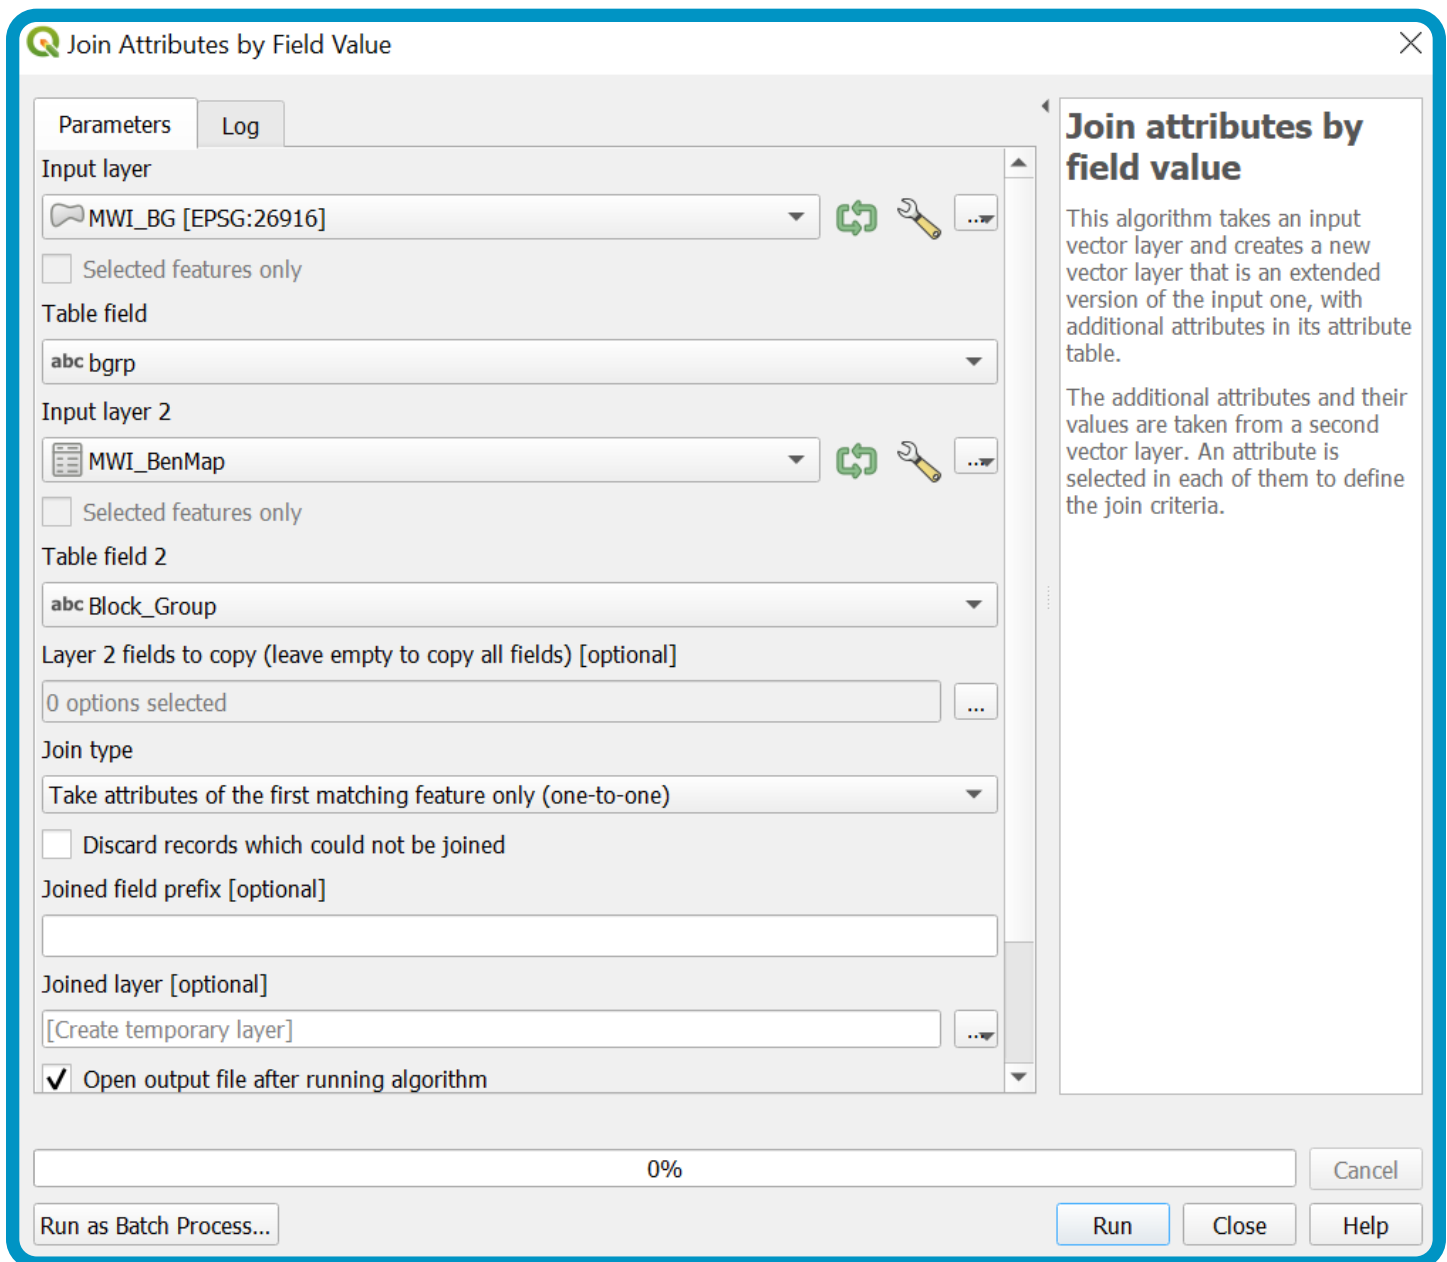 Join Attributes by Field Value
Parameters
Log
Input layer
MWI_BG [EPSG:26916]
...
Selected features only
Table field
abc bgrp
Input layer 2
MWI_BenMap
...
Selected features only
Table field 2
abc Block_Group
Layer 2 fields to copy (leave empty to copy all fields) [optional]
0 options selected
...
Join type
Take attributes of the first matching feature only (one-to-one)
Discard records which could not be joined
Joined field prefix [optional]
Joined layer [optional]
[Create temporary layer]
...
Open output file after running algorithm
Join attributes by
field value
This algorithm takes an input
vector layer and creates a new
vector layer that is an extended
version of the input one, with
additional attributes in its attribute
table.
The additional attributes and their
values are taken from a second
vector layer. An attribute is
selected in each of them to define
the join criteria.
0%
Cancel
Run as Batch Process...
Run
Close
Help